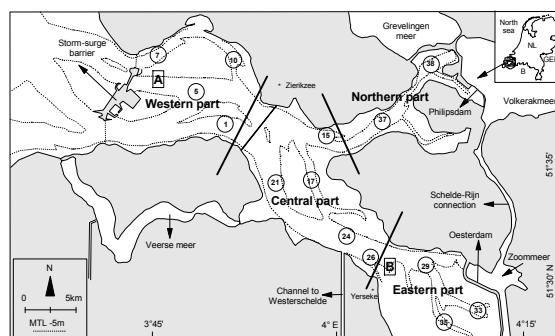 Grevelingen
meer
North
sea
NL
GER
B
Storm-surge
barrier
7
A
10
5
Western part
1
Zierikzee
38
Northern part
15
37
Philipsdam
Volkerakmeer
51°35'
21
17
Central part
Schelde-Rijn
connection
Veerse meer
24
26
B
Oesterdam
Zoommeer
29
51°30' N
Yerseke
Eastern part
33
35
Channel to
Westerschelde
N
0
5km
MTL -5m
3°45'
4° E
4°15'